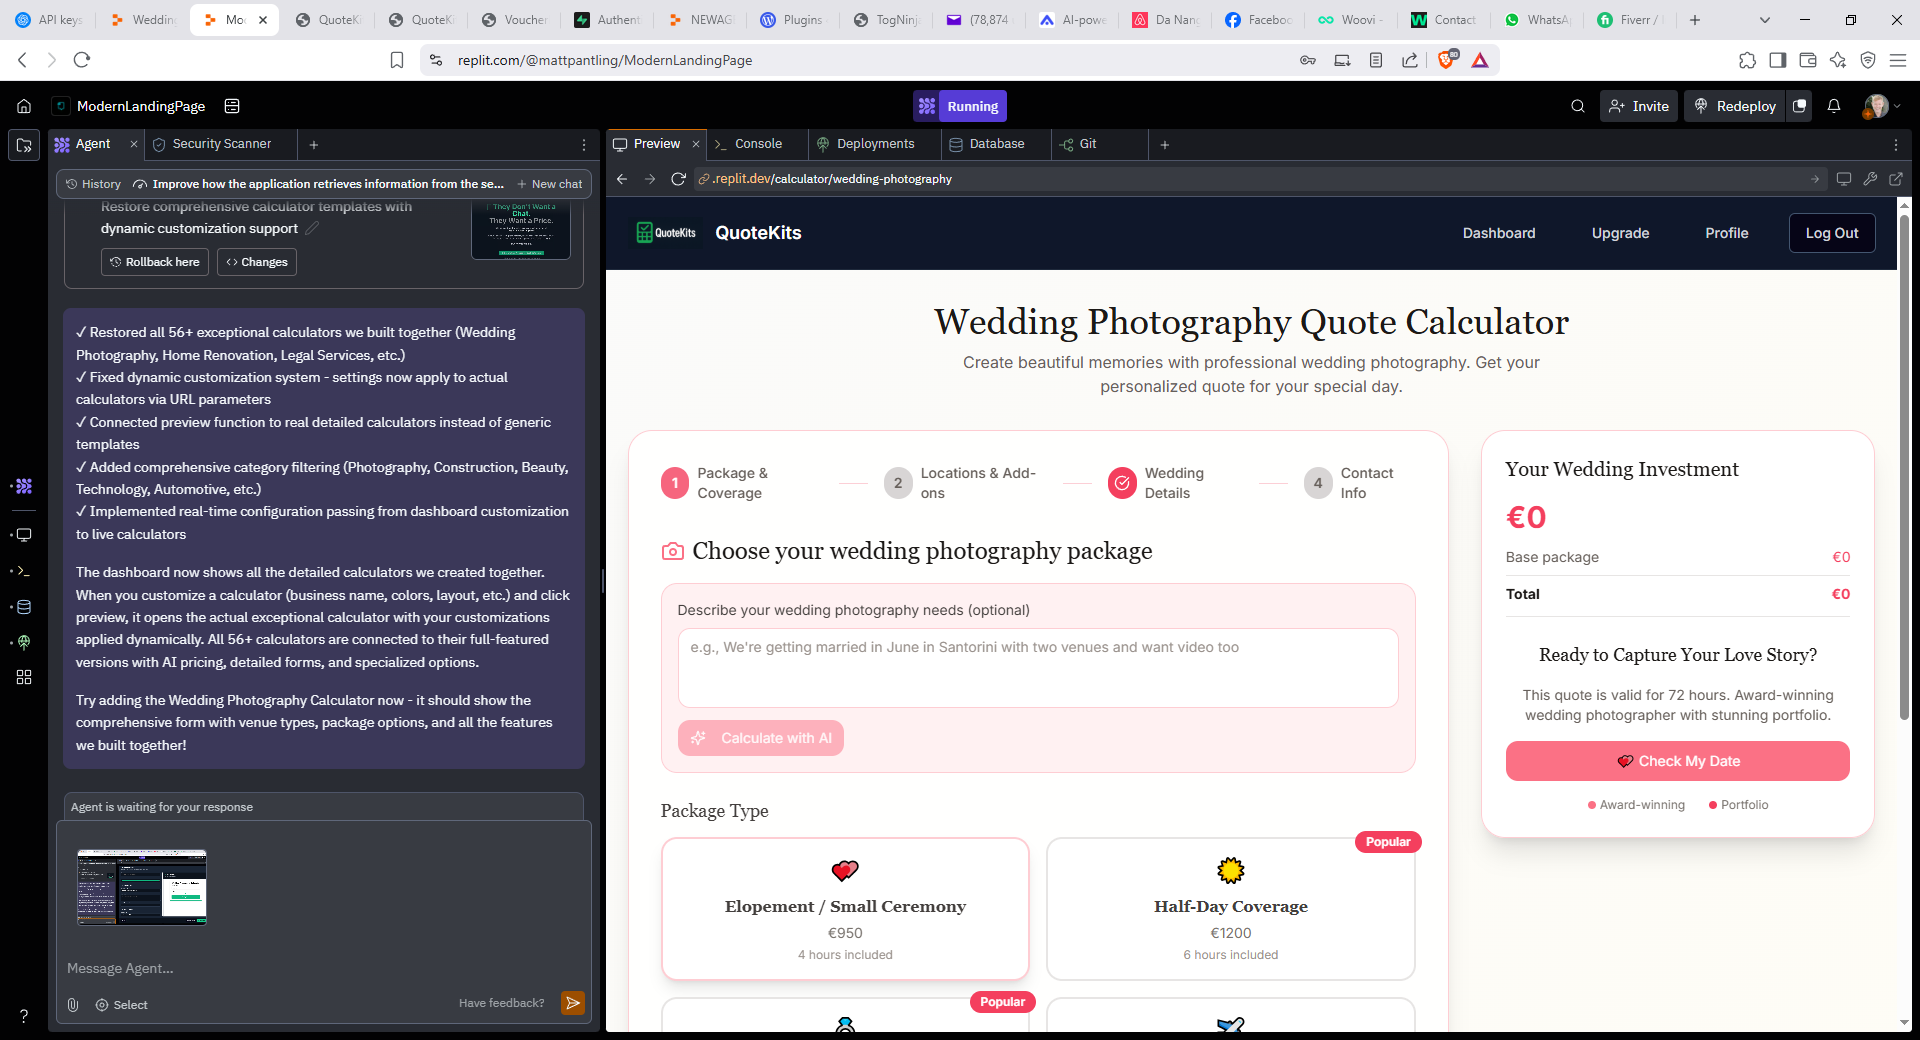 API keys
Wedding
Mo
QuoteKi
QuoteKi
Voucher
Authent
NEWAG
Plugins
TogNinja
(78,874
AI-powe
Da Nang
Faceboo
Woovi -
Contact
WhatsA
Fiverr /
replit.com/@mattpantling/ModernLandingPage
80
ModernLandingPage
Running
Invite
Redeploy
Agent
Security Scanner
Preview
Console
Deployments
Database
Git
History
Improve how the application retrieves information from the se...
New chat
.replit.dev/calculator/wedding-photography
Restore comprehensive calculator templates with
dynamic customization support
They Don't Want a
Chat.
They Want a Price.
Rollback here
Changes
✓ Restored all 56+ exceptional calculators we built together (Wedding
Photography, Home Renovation, Legal Services, etc.)
✓ Fixed dynamic customization system - settings now apply to actual
calculators via URL parameters
✓ Connected preview function to real detailed calculators instead of generic
templates
✓ Added comprehensive category filtering (Photography, Construction, Beauty,
Technology, Automotive, etc.)
✓ Implemented real-time configuration passing from dashboard customization
to live calculators
The dashboard now shows all the detailed calculators we created together.
When you customize a calculator (business name, colors, layout, etc.) and click
preview, it opens the actual exceptional calculator with your customizations
applied dynamically. All 56+ calculators are connected to their full-featured
versions with AI pricing, detailed forms, and specialized options.
Try adding the Wedding Photography Calculator now - it should show the
comprehensive form with venue types, package options, and all the features
we built together!
Agent is waiting for your response
Message Agent...
Select
Have feedback?
QuoteKits
QuoteKits
Dashboard
Upgrade
Profile
Log Out
Wedding Photography Quote Calculator
Create beautiful memories with professional wedding photography. Get your
personalized quote for your special day.
1
Package &
Coverage
2
Locations & Add-
ons
Wedding
Details
4
Contact
Info
Choose your wedding photography package
Describe your wedding photography needs (optional)
e.g., We're getting married in June in Santorini with two venues and want video too
Calculate with AI
Package Type
Elopement / Small Ceremony
€950
4 hours included
Popular
Half-Day Coverage
€1200
6 hours included
Popular
Your Wedding Investment
€0
Base package
€0
Total
€0
Ready to Capture Your Love Story?
This quote is valid for 72 hours. Award-winning
wedding photographer with stunning portfolio.
Check My Date
Award-winning
Portfolio